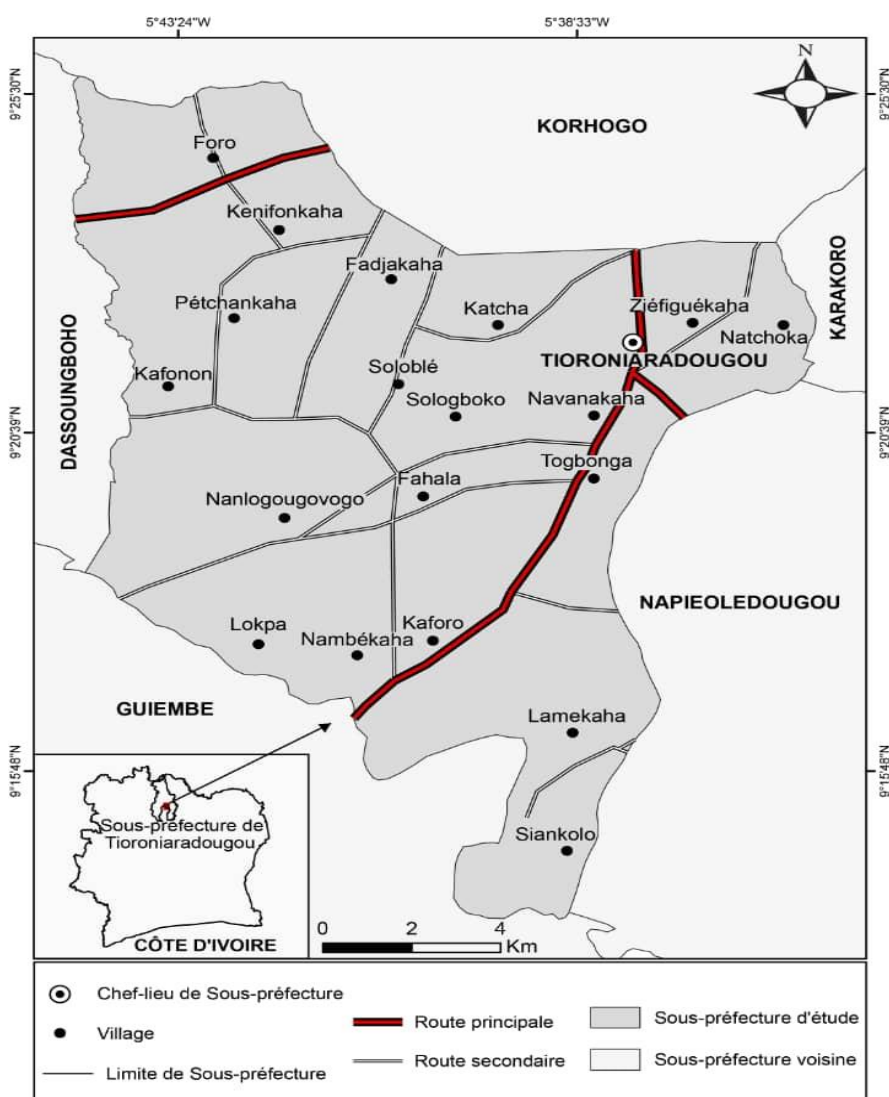 5°43'24"W
5°38'33"W
9°25'30"N
9°25'30"N
N
KORHOGO
Foro
Kenifonkaha
Fadjakaha
KARAKORO
Pétchankaha
Katcha
Zjéfiguékaha
Natchoka
TIORONIARADOUGOU
Soloblé
Kafonon
Sologboko
Navanakaha
DASSOUNGBOHO
9°20'39"N
9°20'39"N
Togbonga
Fahala
Nanlogougovogo
NAPIEOLEDOUGOU
Lokpa
Nambékaha
Kaforo
GUIEMBE
Lamekaha
9°15'48"N
9°15'48"N
Sous-préfecture de
Tioroniaradougou
Siankolo
CÔTE D'IVOIRE
0 2 4
Km
Chef-lieu de Sous-préfecture
Village
Limite de Sous-préfecture
Route principale
Route secondaire
Sous-préfecture d'étude
Sous-préfecture voisine